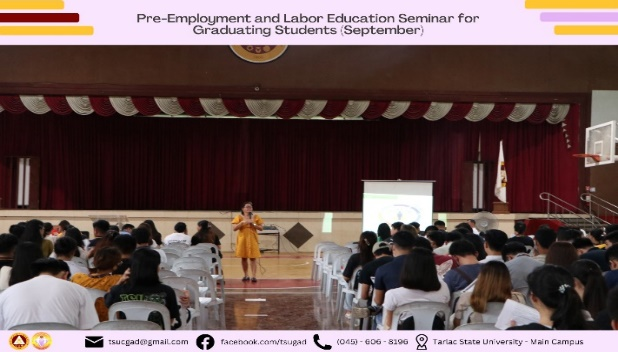 Pre-Employment and Labor Education Seminar for
Graduating Students (September)
tsucgad@gmail.com
facebook.com/tsugad
(045) - 606 - 8196
Tarlac State University - Main Campus